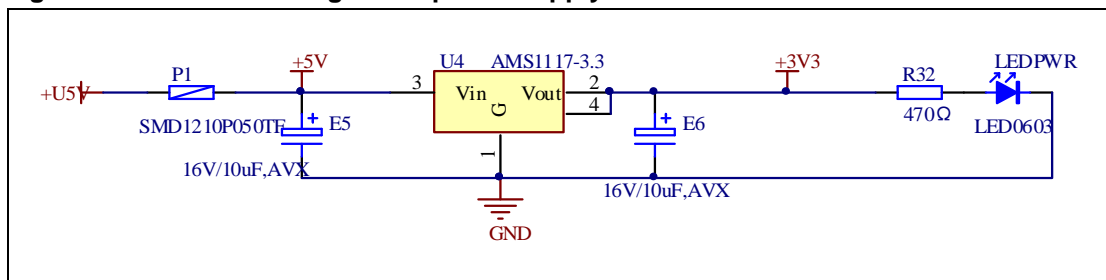 P1
+5V
U4
AMS1117-3.3
+3V3
R32
LEDPWR
+U5V
3
Vin
G
Vout
2
4
SMD1210P050TF
E5
E6
470Ω
LED0603
1
16V/10uF,AVX
16V/10uF,AVX
GND